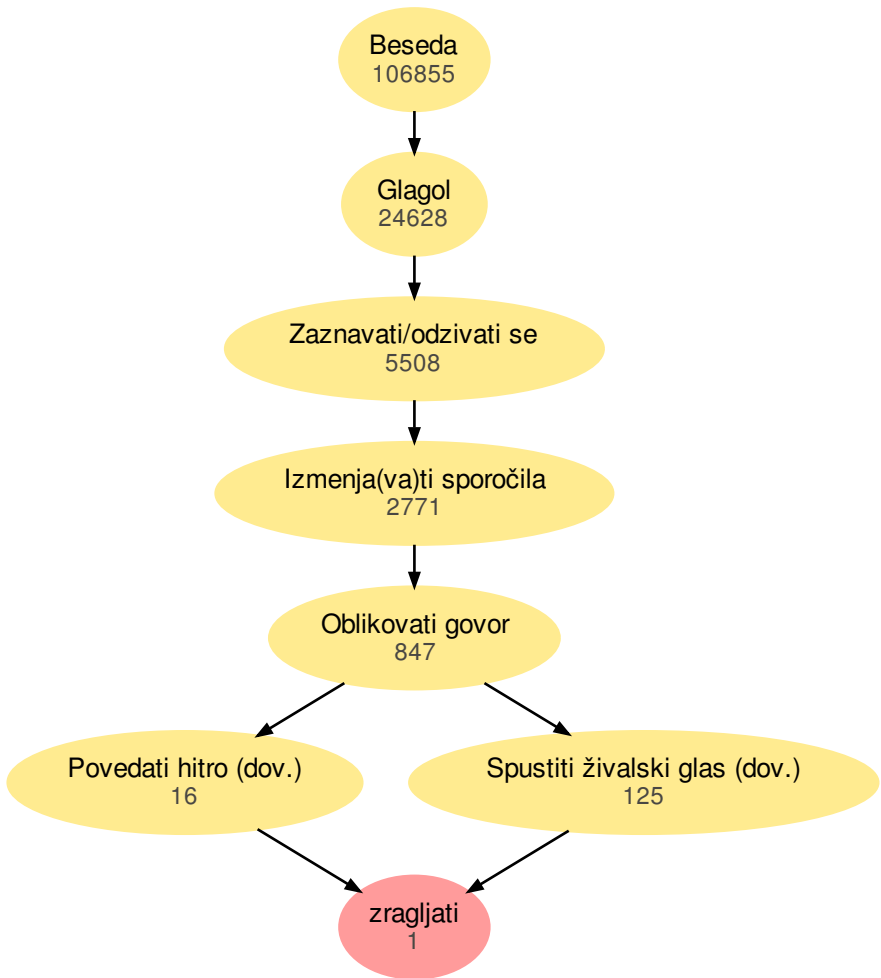 Beseda
106855
Glagol
24628
Zaznavati/odzivati se
5508
Izmenja(va)ti sporočila
2771
Oblikovati govor
847
Povedati hitro (dov.)
16
Spustiti živalski glas (dov.)
125
zragljati
1